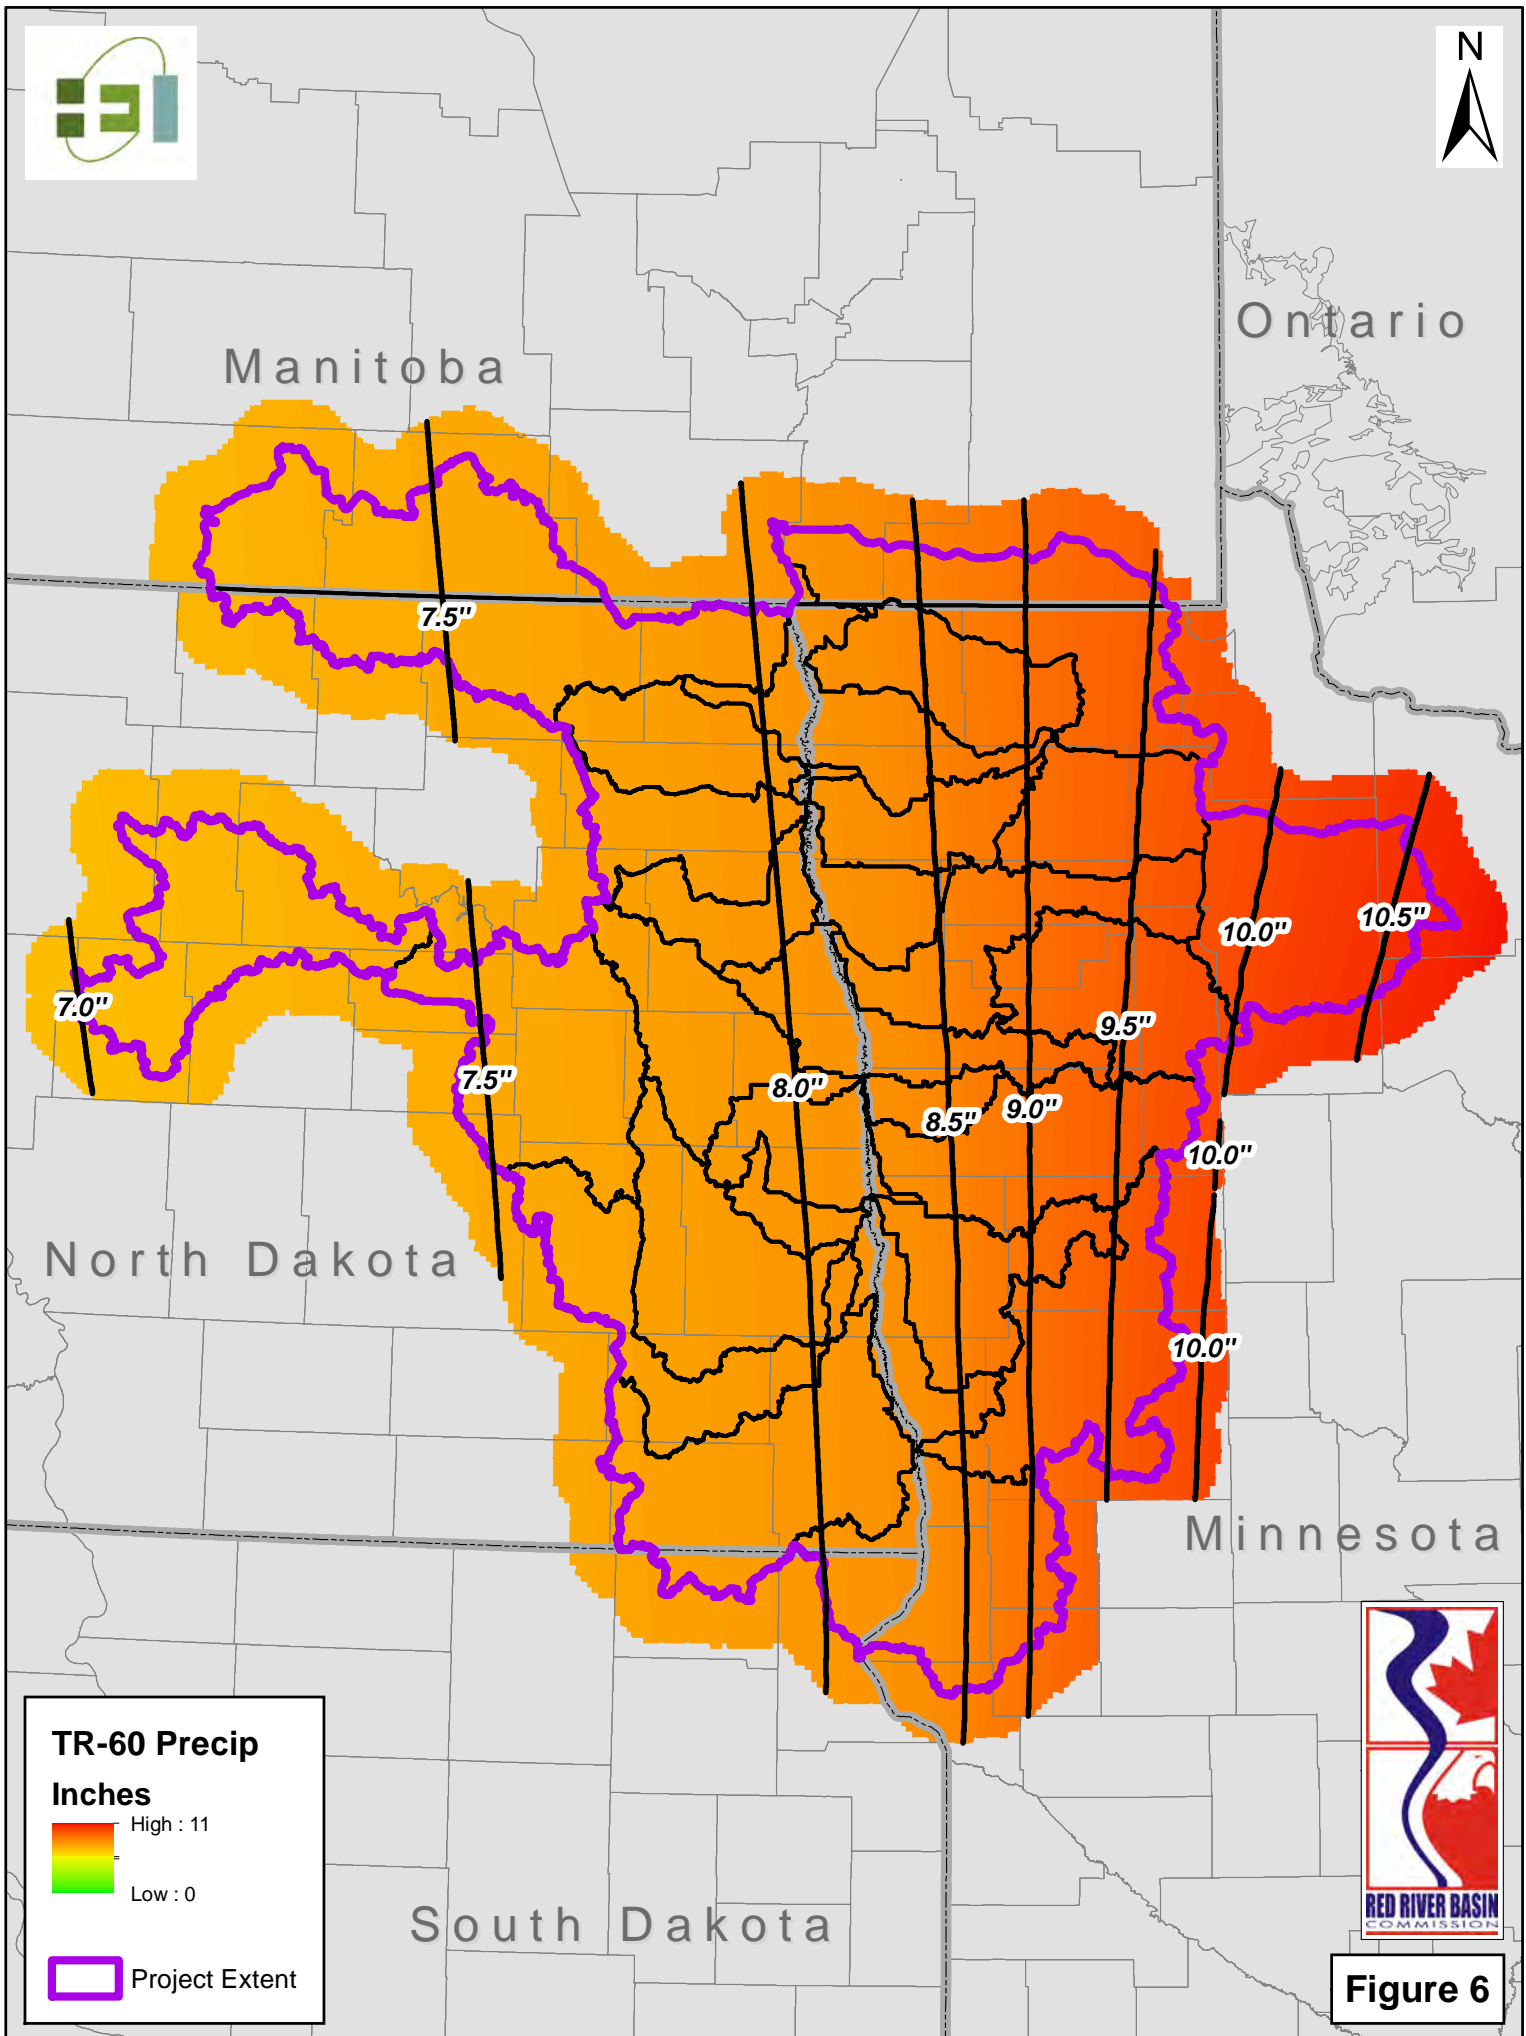 N
Ontario
Manitoba
7.5"
10.0"
10.5"
7.0"
9.5"
7.5"
8.0"
8.5"
9.0"
10.0"
North Dakota
10.0"
Minnesota
TR-60 Precip
Inches
High : 11
Low : 0
Project Extent
South Dakota
RED RIVER BASIN
COMMISSION
Figure 6